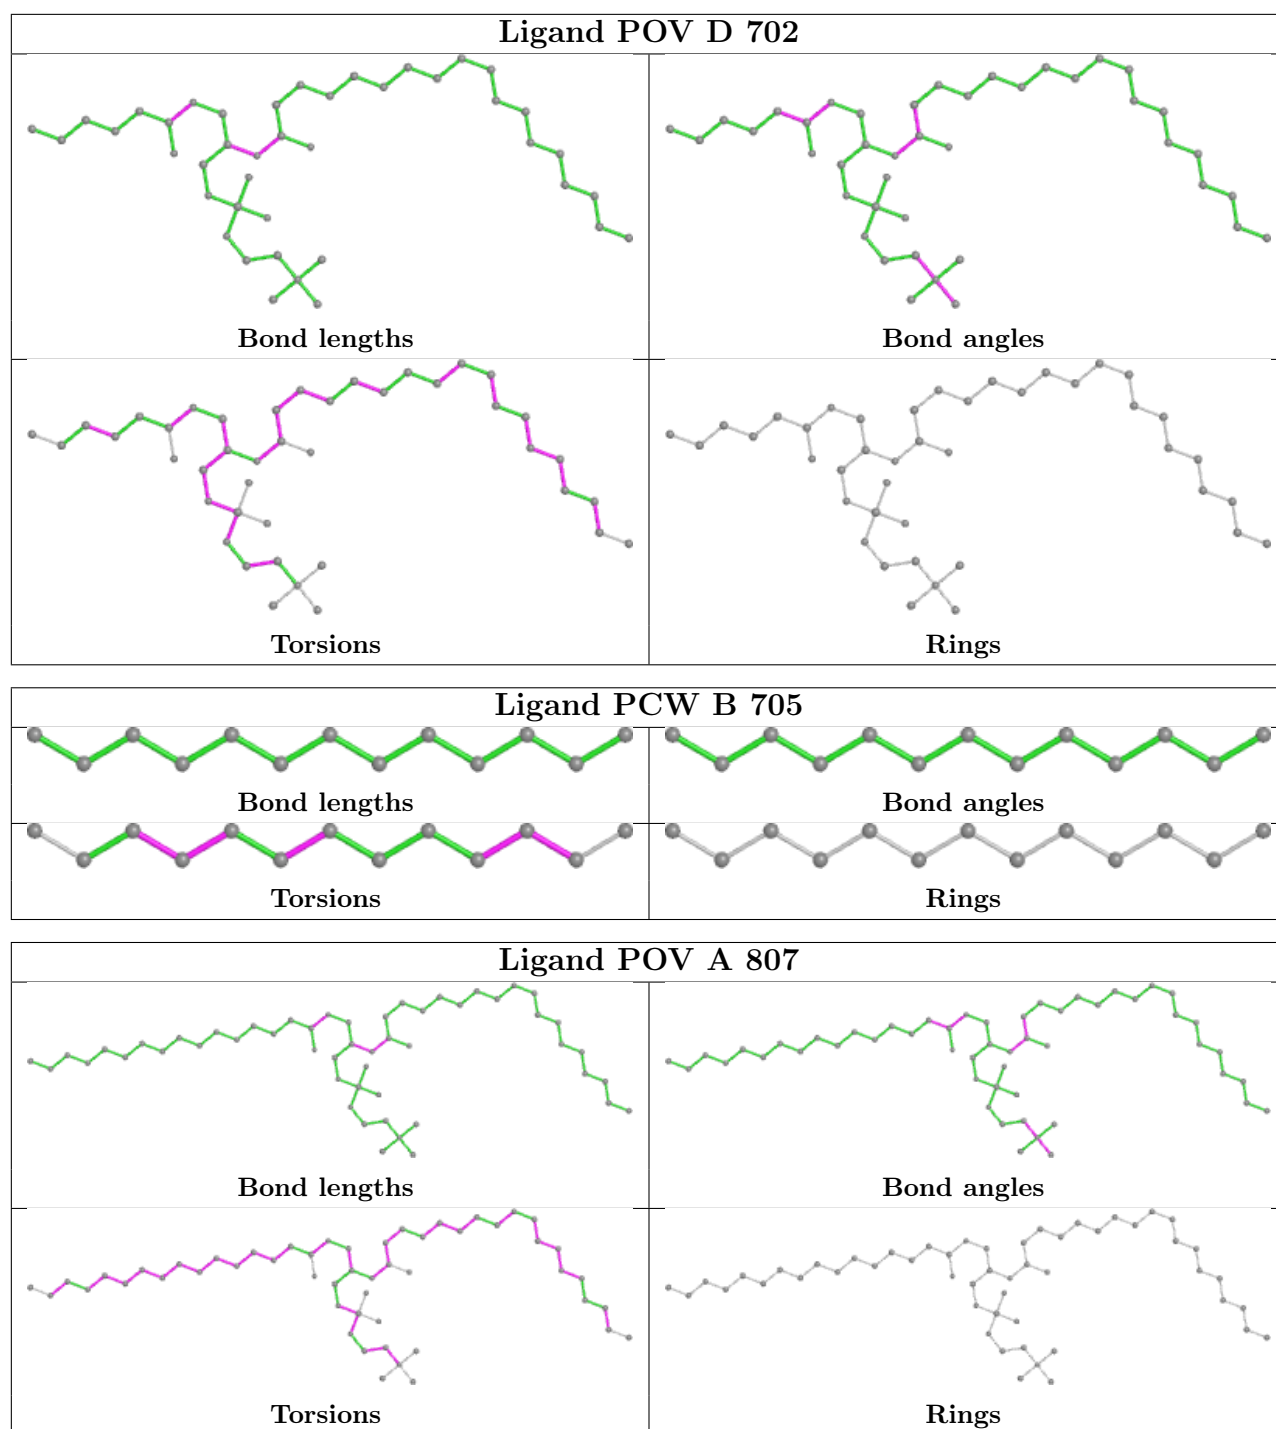 Ligand POV D 702
Bond lengths
Bond angles
Torsions
Rings
Ligand PCW B 705
Bond lengths
Bond angles
Torsions
Rings
Ligand POV A 807
Bond lengths
Bond angles
Torsions
Rings